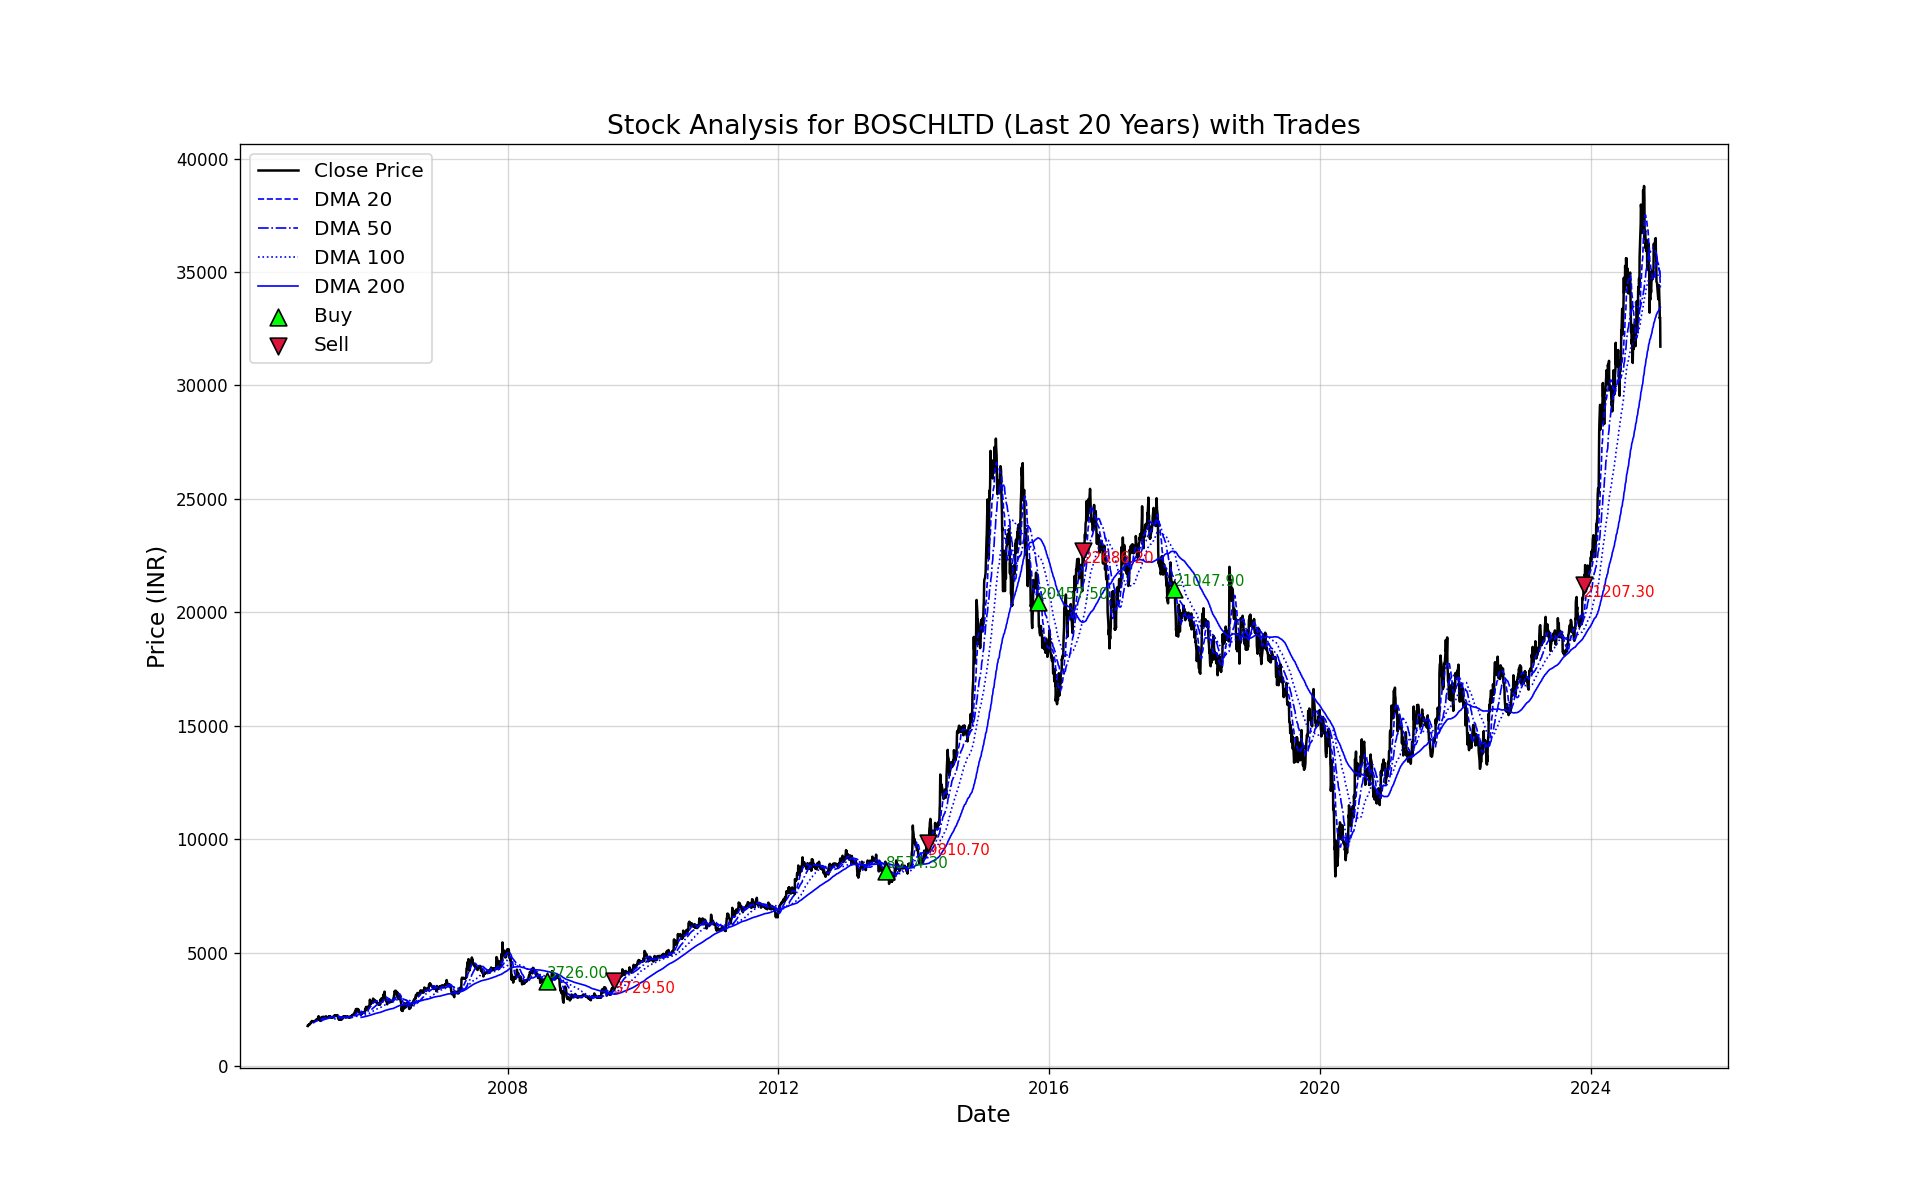 Stock Analysis for BOSCHLTD (Last 20 Years) with Trades
Close Price
DMA 20
DMA 50
DMA 100
DMA 200
Buy
Sell
Price (INR)
40000
35000
30000
25000
20000
15000
10000
5000
0
3726.00
3729.50
9810.70
20457.50
21047.90
21207.30
2008
2012
2016
2020
2024
Date